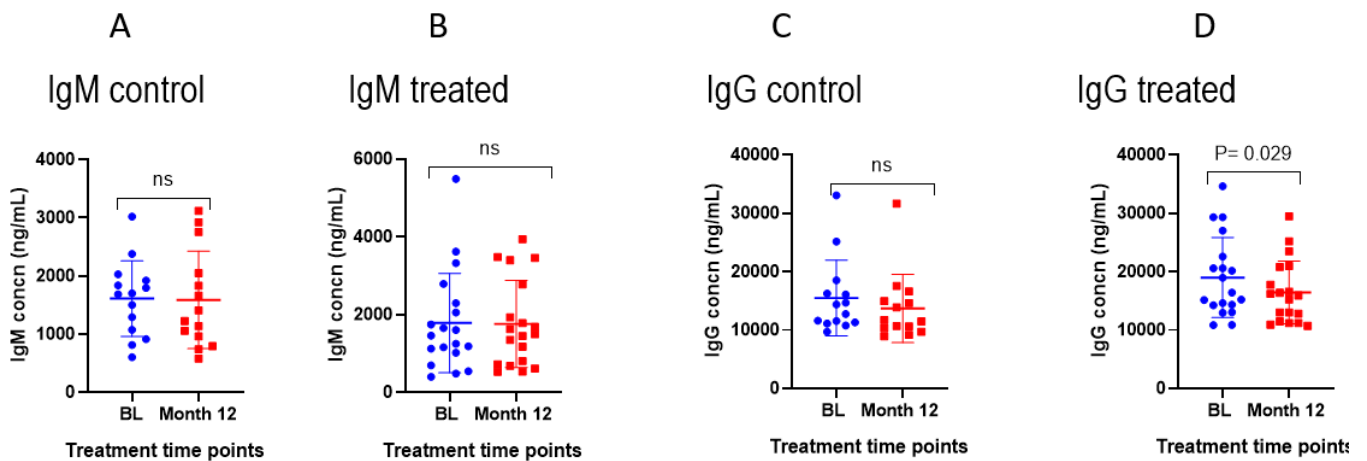 A
B
C
D
IgM control
IgM treated
IgG control
IgG treated
IgM concn (ng/mL)
4000
3000
2000
1000
0
ns
BL
Month 12
Treatment time points
IgM concn (ng/mL)
6000
4000
2000
0
ns
BL
Month 12
Treatment time points
IgG concn (ng/mL)
40000
30000
20000
10000
0
ns
BL
Month 12
Treatment time points
IgG concn (ng/mL)
40000
30000
20000
10000
0
P= 0.029
BL
Month 12
Treatment time points